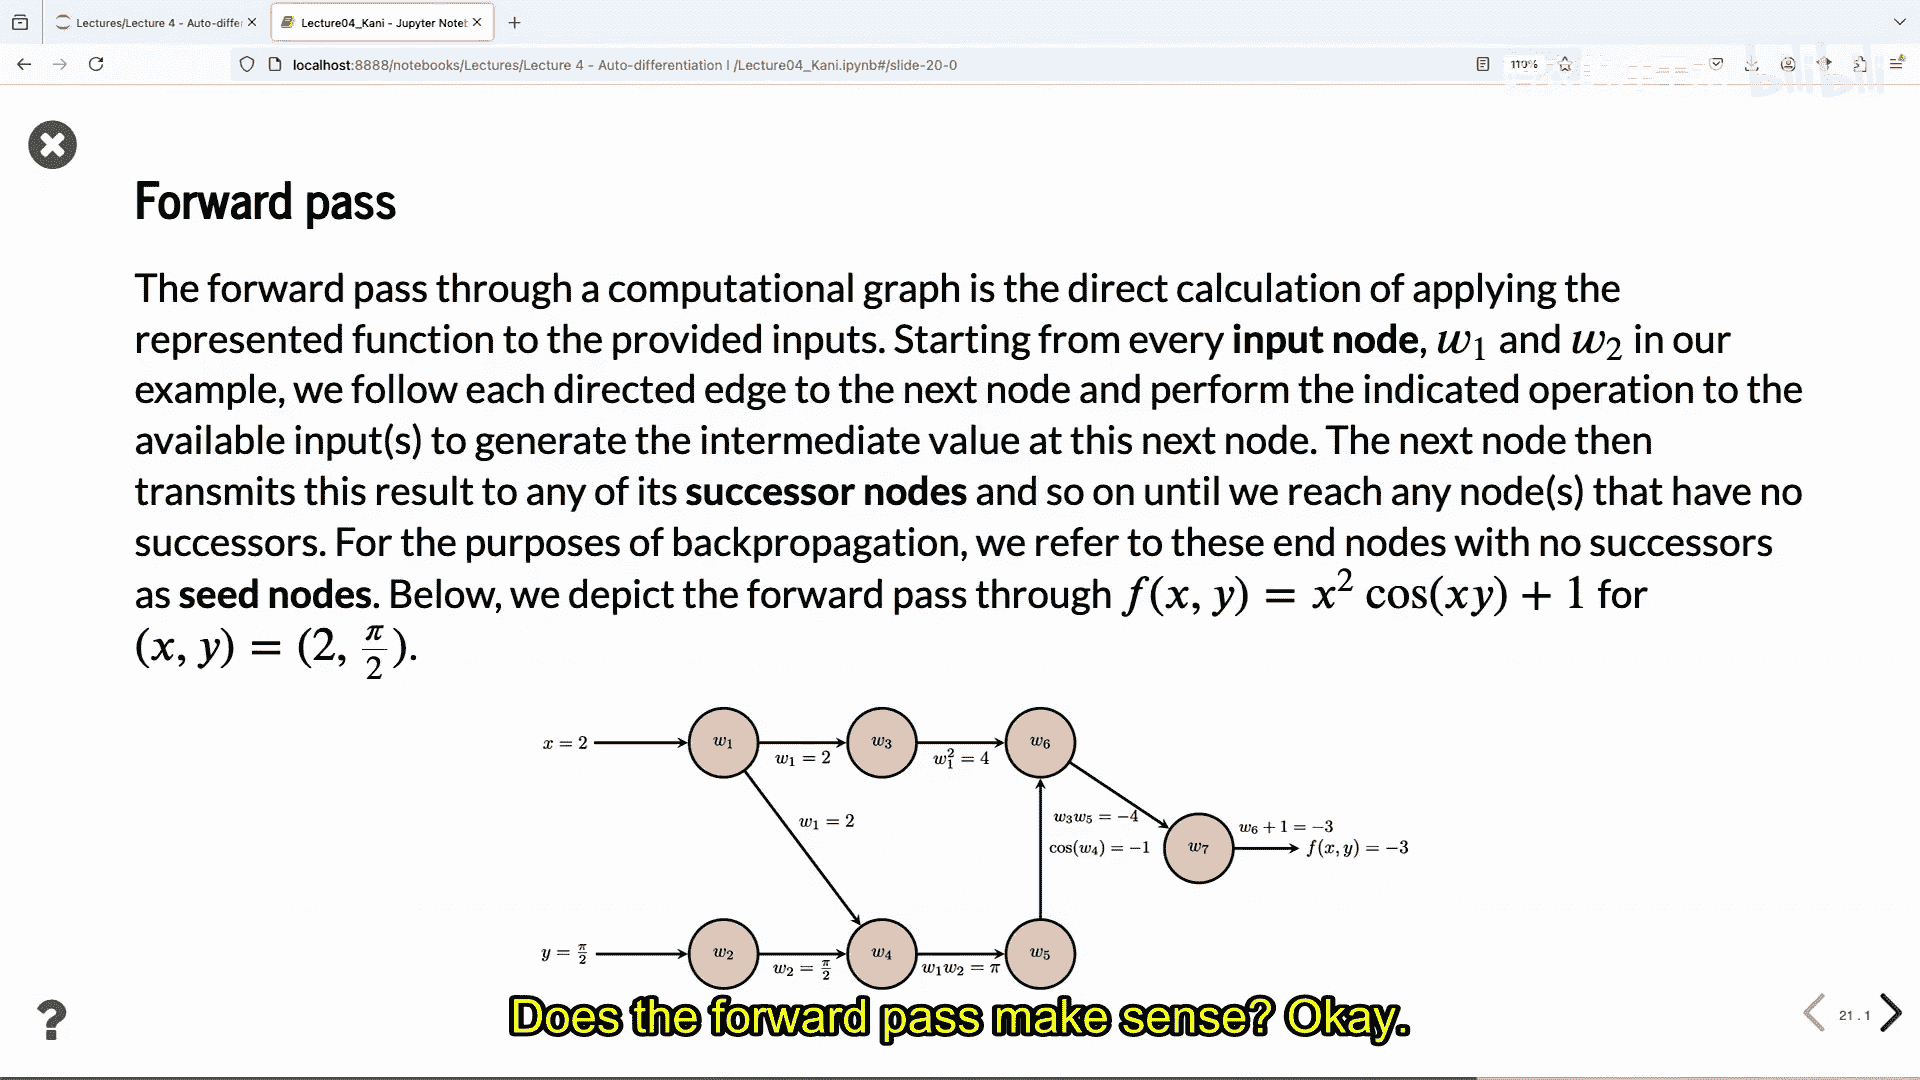 Lectures/Lecture 4 - Auto-differ
Lecture04_Kani - Jupyter Noteb
localhost:8888/notebooks/Lectures/Lecture 4 - Auto-differentiation I /Lecture04_Kani.ipynb#/slide-20-0
110%
bilibili
Forward pass
The forward pass through a computational graph is the direct calculation of applying the
represented function to the provided inputs. Starting from every input node, w₁ and w₂ in our
example, we follow each directed edge to the next node and perform the indicated operation to the
available input(s) to generate the intermediate value at this next node. The next node then
transmits this result to any of its successor nodes and so on until we reach any node(s) that have no
successors. For the purposes of backpropagation, we refer to these end nodes with no successors
as seed nodes. Below, we depict the forward pass through f(x, y) = x² cos(xy) + 1 for
(x, y) = (2, π/2).
x = 2
w₁
w₁ = 2
w₃
w₁² = 4
w₆
w₁ = 2
w₃w₅ = −4
cos(w₄) = −1
w₇
w₆ + 1 = −3
f(x, y) = −3
y = π/2
w₂
w₂ = π/2
w₄
w₁w₂ = π
w₅
Does the forward pass make sense? Okay.
?
21 . 1